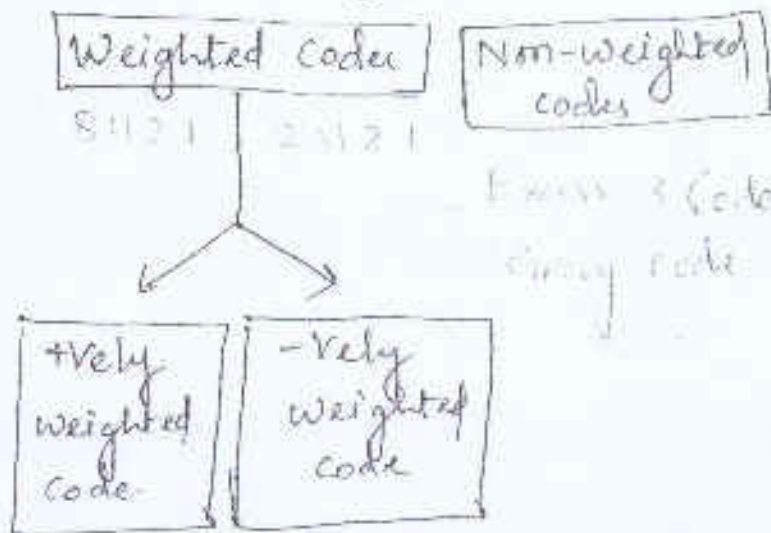 Weighted Codes
Non-weighted
codes
8421
2421
Excess 3 Code
Gray code
+Vely
weighted
code.
-Vely
weighted
code